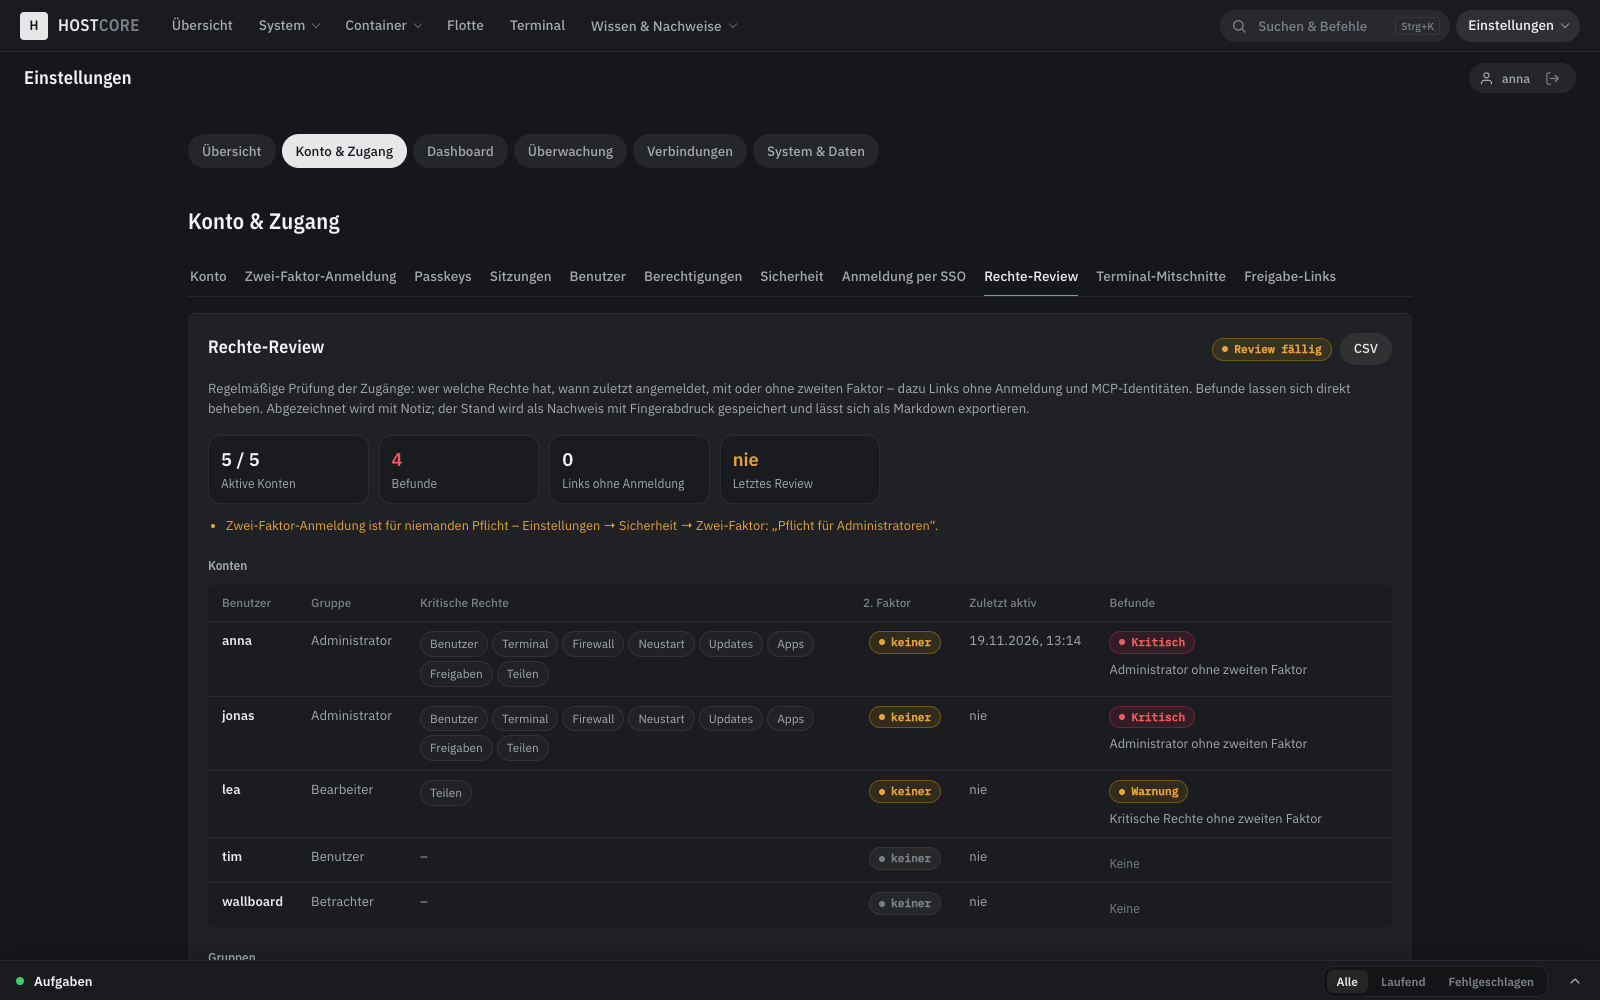 H HOSTCORE Übersicht System Container Flotte Terminal Wissen & Nachweise Suchen & Befehle Strg+K Einstellungen
Einstellungen anna
Übersicht Konto & Zugang Dashboard Überwachung Verbindungen System & Daten
Konto & Zugang
Konto Zwei-Faktor-Anmeldung Passkeys Sitzungen Benutzer Berechtigungen Sicherheit Anmeldung per SSO Rechte-Review Terminal-Mitschnitte Freigabe-Links
Rechte-Review Review fällig CSV
Regelmäßige Prüfung der Zugänge: wer welche Rechte hat, wann zuletzt angemeldet, mit oder ohne zweiten Faktor – dazu Links ohne Anmeldung und MCP-Identitäten. Befunde lassen sich direkt
beheben. Abgezeichnet wird mit Notiz; der Stand wird als Nachweis mit Fingerabdruck gespeichert und lässt sich als Markdown exportieren.
5 / 5 4 0 nie
Aktive Konten Befunde Links ohne Anmeldung Letztes Review
• Zwei-Faktor-Anmeldung ist für niemanden Pflicht – Einstellungen → Sicherheit → Zwei-Faktor: „Pflicht für Administratoren“.
Konten
Benutzer Gruppe Kritische Rechte 2. Faktor Zuletzt aktiv Befunde
anna Administrator Benutzer Terminal Firewall Neustart Updates Apps keiner 19.11.2026, 13:14 Kritisch
Freigaben Teilen Administrator ohne zweiten Faktor
jonas Administrator Benutzer Terminal Firewall Neustart Updates Apps keiner nie Kritisch
Freigaben Teilen Administrator ohne zweiten Faktor
lea Bearbeiter Teilen keiner nie Warnung
Kritische Rechte ohne zweiten Faktor
tim Benutzer – keiner nie Keine
wallboard Betrachter – keiner nie Keine
Gruppen
Aufgaben Alle Laufend Fehlgeschlagen